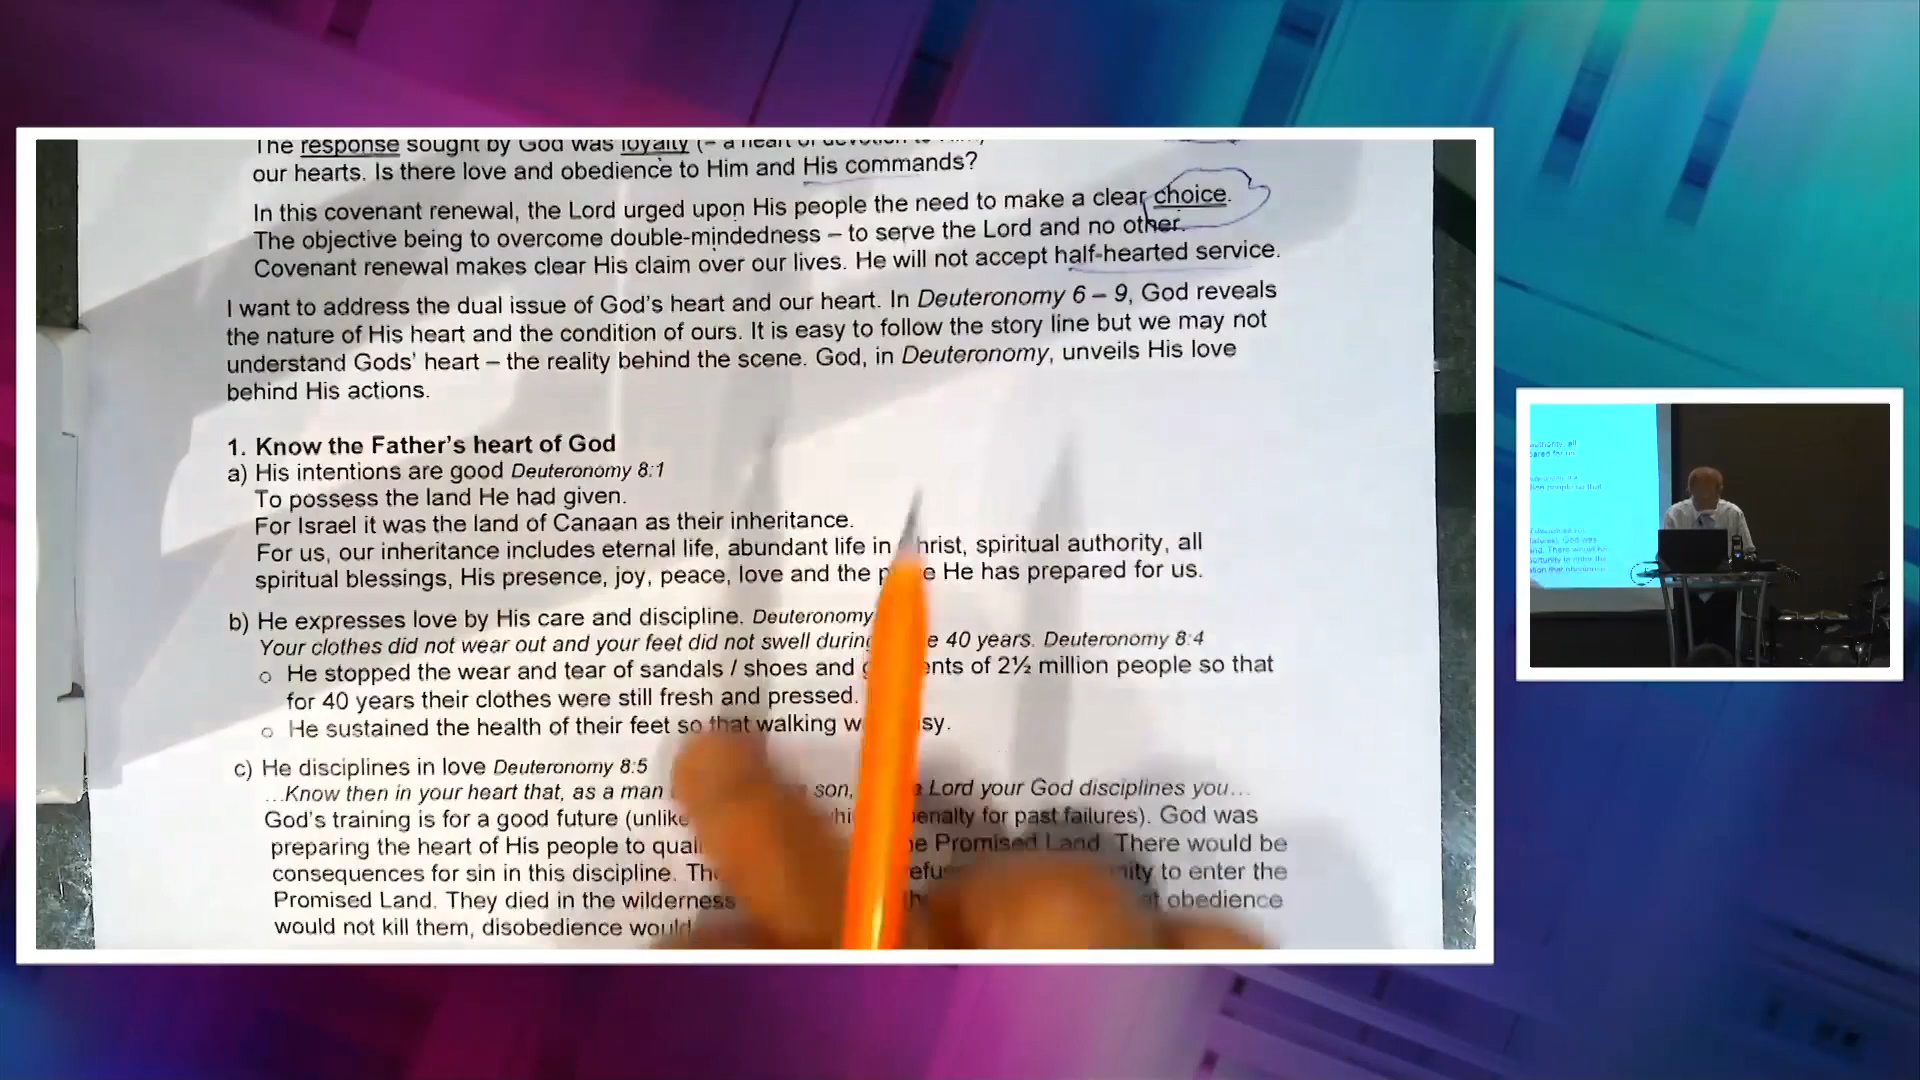 The response sought by God was loyalty (– a heart of devotion to Him)
our hearts. Is there love and obedience to Him and His commands?
In this covenant renewal, the Lord urged upon His people the need to make a clear choice.
The objective being to overcome double-mindedness – to serve the Lord and no other.
Covenant renewal makes clear His claim over our lives. He will not accept half-hearted service.
I want to address the dual issue of God's heart and our heart. In Deuteronomy 6 – 9, God reveals
the nature of His heart and the condition of ours. It is easy to follow the story line but we may not
understand Gods' heart – the reality behind the scene. God, in Deuteronomy, unveils His love
behind His actions.
1. Know the Father's heart of God
a) His intentions are good Deuteronomy 8:1
To possess the land He had given.
For Israel it was the land of Canaan as their inheritance.
For us, our inheritance includes eternal life, abundant life in Christ, spiritual authority, all
spiritual blessings, His presence, joy, peace, love and the He has prepared for us.
b) He expresses love by His care and discipline. Deuteronomy
Your clothes did not wear out and your feet did not swell during 40 years. Deuteronomy 8:4
o He stopped the wear and tear of sandals / shoes and of 2½ million people so that
for 40 years their clothes were still fresh and pressed.
o He sustained the health of their feet so that walking
c) He disciplines in love Deuteronomy 8:5
...Know then in your heart that, as a man son, Lord your God disciplines you...
God's training is for a good future (unlike penalty for past failures). God was
preparing the heart of His people to Promised Land. There would be
consequences for sin in this discipline. to enter the
Promised Land. They died in the wilderness obedience
would not kill them, disobedience would